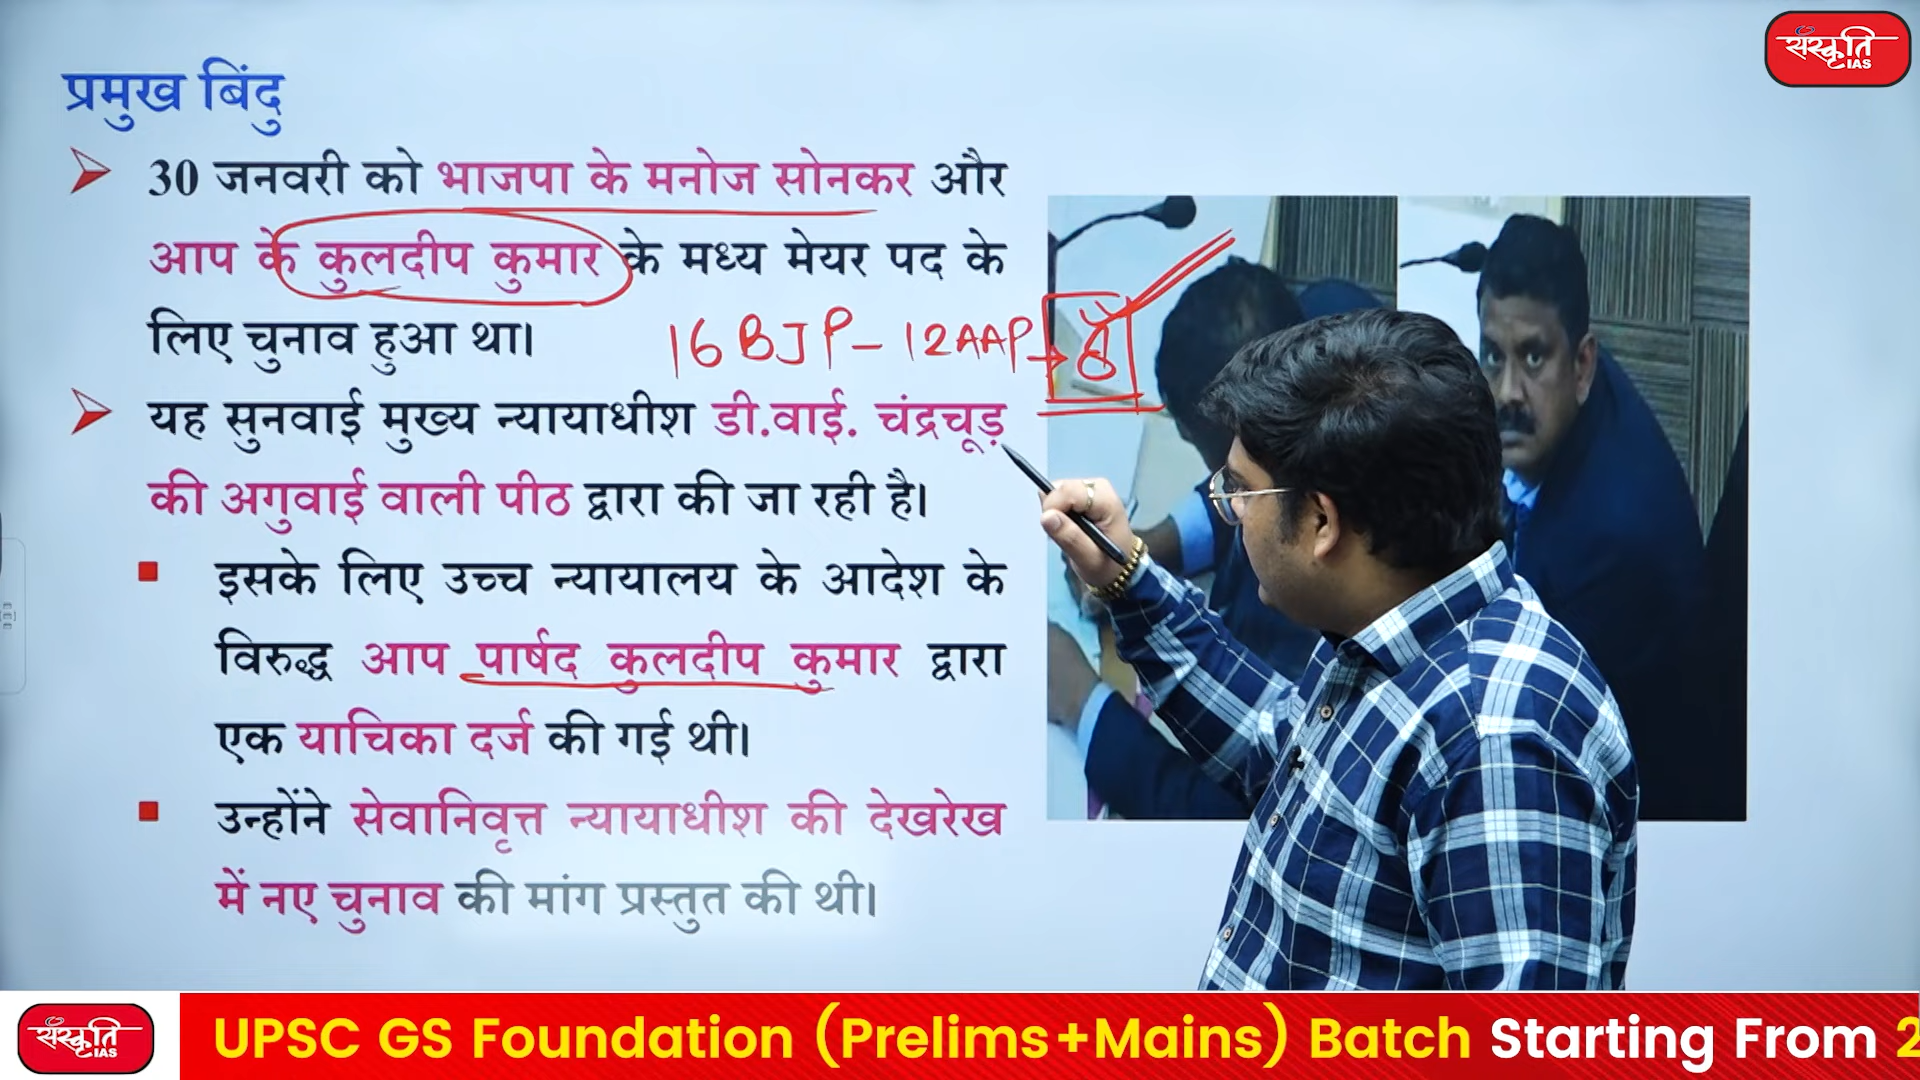 संस्कृति
IAS
प्रमुख बिंदु
30 जनवरी को भाजपा के मनोज सोनकर और
आप के कुलदीप कुमार के मध्य मेयर पद के
लिए चुनाव हुआ था।
16 BJP - 12 AAP → 8
यह सुनवाई मुख्य न्यायाधीश डी.वाई. चंद्रचूड़
की अगुवाई वाली पीठ द्वारा की जा रही है।
इसके लिए उच्च न्यायालय के आदेश के
विरुद्ध आप पार्षद कुलदीप कुमार द्वारा
एक याचिका दर्ज की गई थी।
उन्होंने सेवानिवृत्त न्यायाधीश की देखरेख
में नए चुनाव की मांग प्रस्तुत की थी।
संस्कृति
IAS
UPSC GS Foundation (Prelims+Mains) Batch Starting From 2